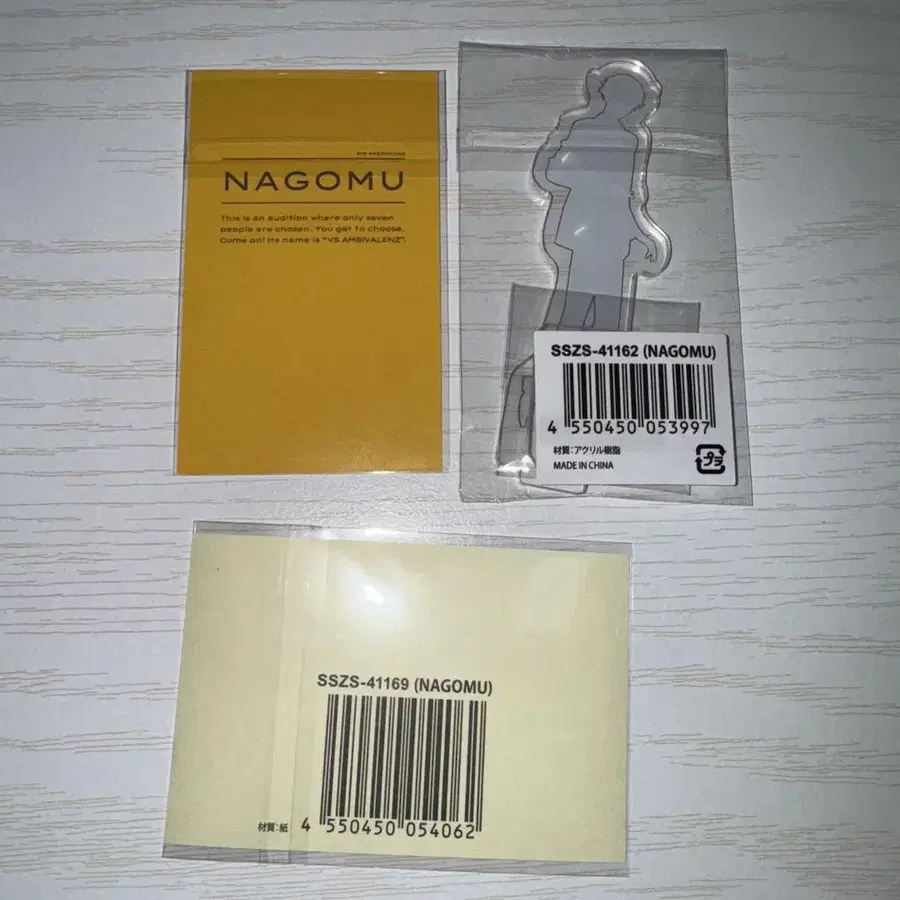 NAGOMU
This is an audition where only seven
people are chosen. You get to choose.
Come on! Its name is "VS AMBIVALENZ".
SSZS-41162 (NAGOMU)
4 550450 053997
材質:アクリル樹脂
MADE IN CHINA
プラ
SSZS-41169 (NAGOMU)
材質:紙
4 550450 054062